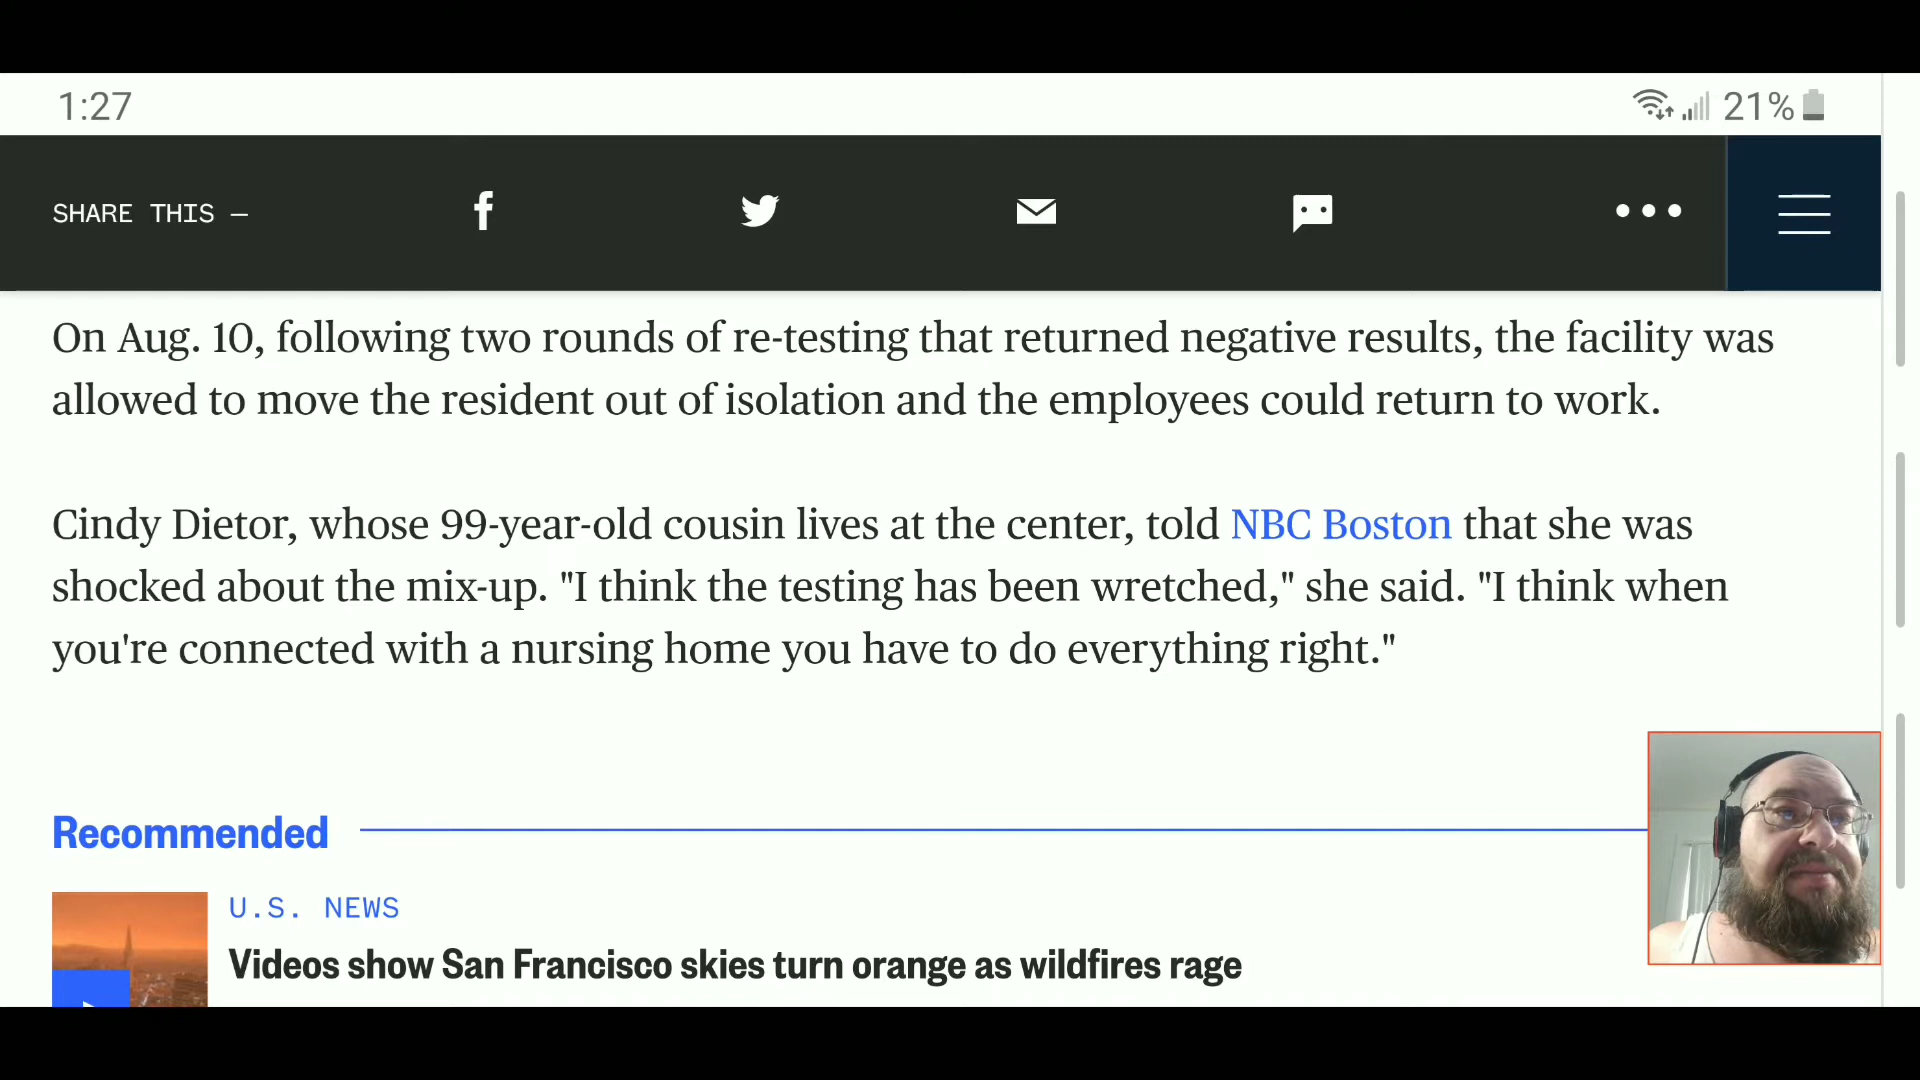 1:27
21%
SHARE THIS —
On Aug. 10, following two rounds of re-testing that returned negative results, the facility was
allowed to move the resident out of isolation and the employees could return to work.
Cindy Dietor, whose 99-year-old cousin lives at the center, told NBC Boston that she was
shocked about the mix-up. "I think the testing has been wretched," she said. "I think when
you're connected with a nursing home you have to do everything right."
Recommended
U.S. NEWS
Videos show San Francisco skies turn orange as wildfires rage